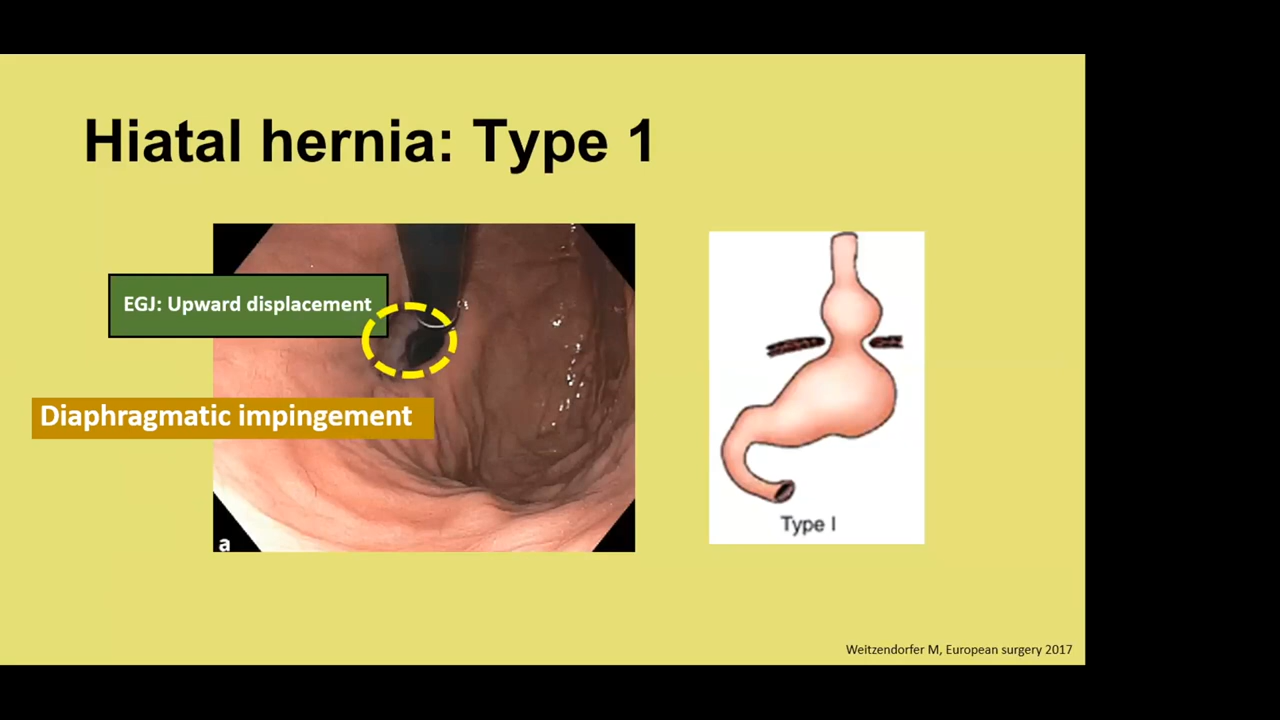 Hiatal hernia: Type 1
EGJ: Upward displacement
Diaphragmatic impingement
a
Type I
Weitzendorfer M, European surgery 2017